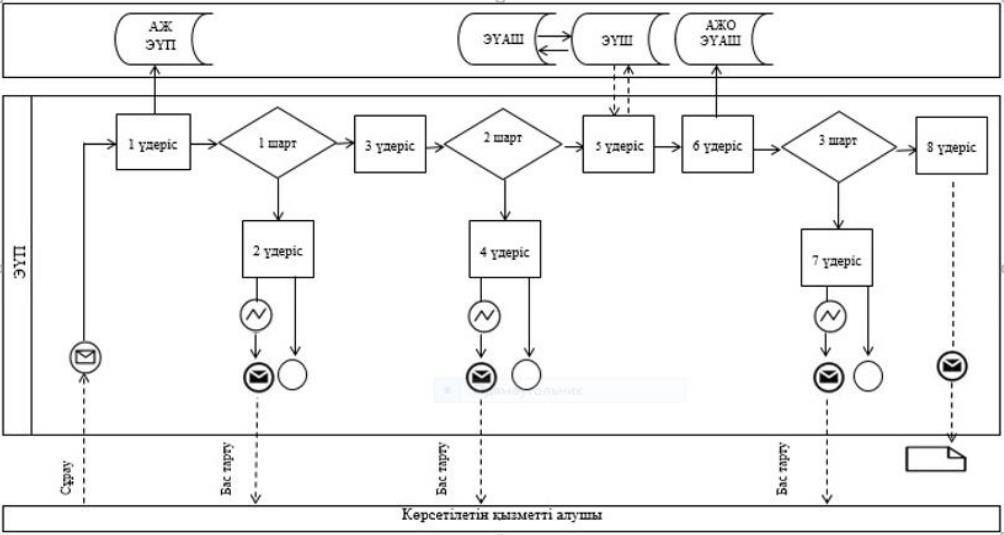 АЖ
ЭҮП
ЭҮАШ
ЭҮШ
АЖО
ЭҮАШ
1 үдеріс
1 шарт
3 үдеріс
2 шарт
5 үдеріс
6 үдеріс
3 шарт
8 үдеріс
2 үдеріс
4 үдеріс
7 үдеріс
ЭҮП
Сұрау
Бас тарту
Бас тарту
Бас тарту
Көрсетілетін қызметті алушы